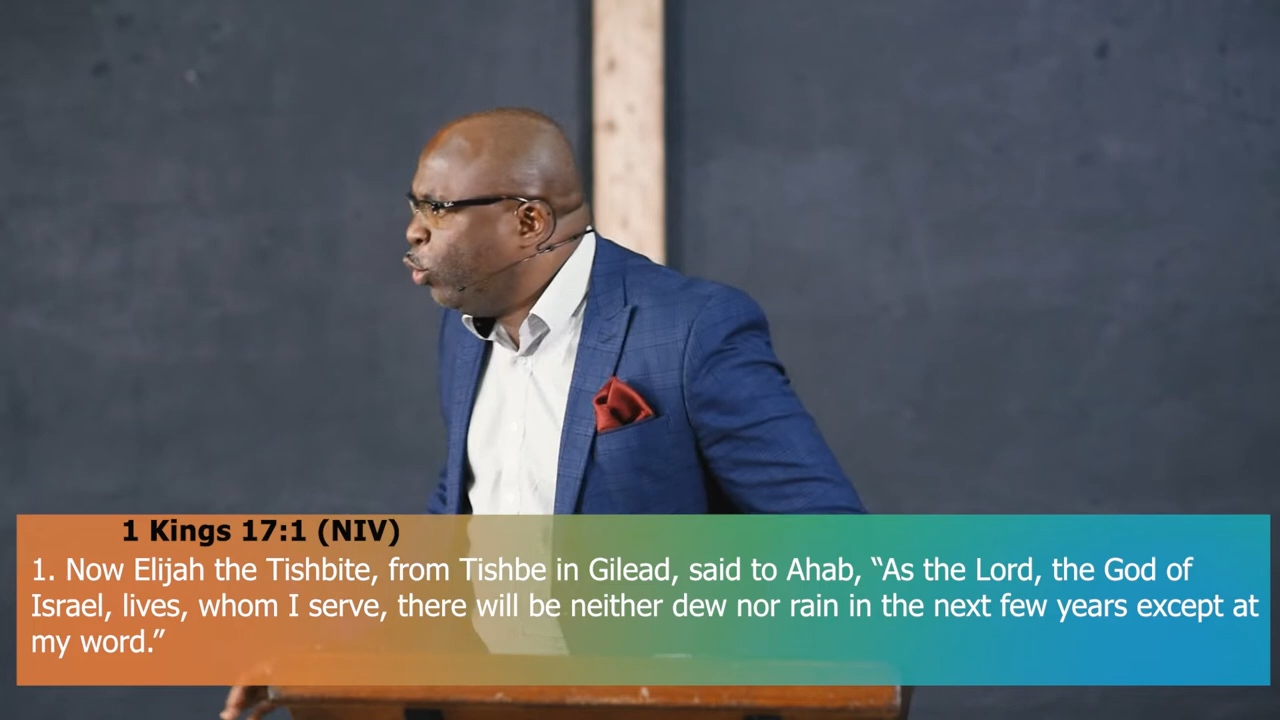 1 Kings 17:1 (NIV)
1. Now Elijah the Tishbite, from Tishbe in Gilead, said to Ahab, “As the Lord, the God of
Israel, lives, whom I serve, there will be neither dew nor rain in the next few years except at
my word.”